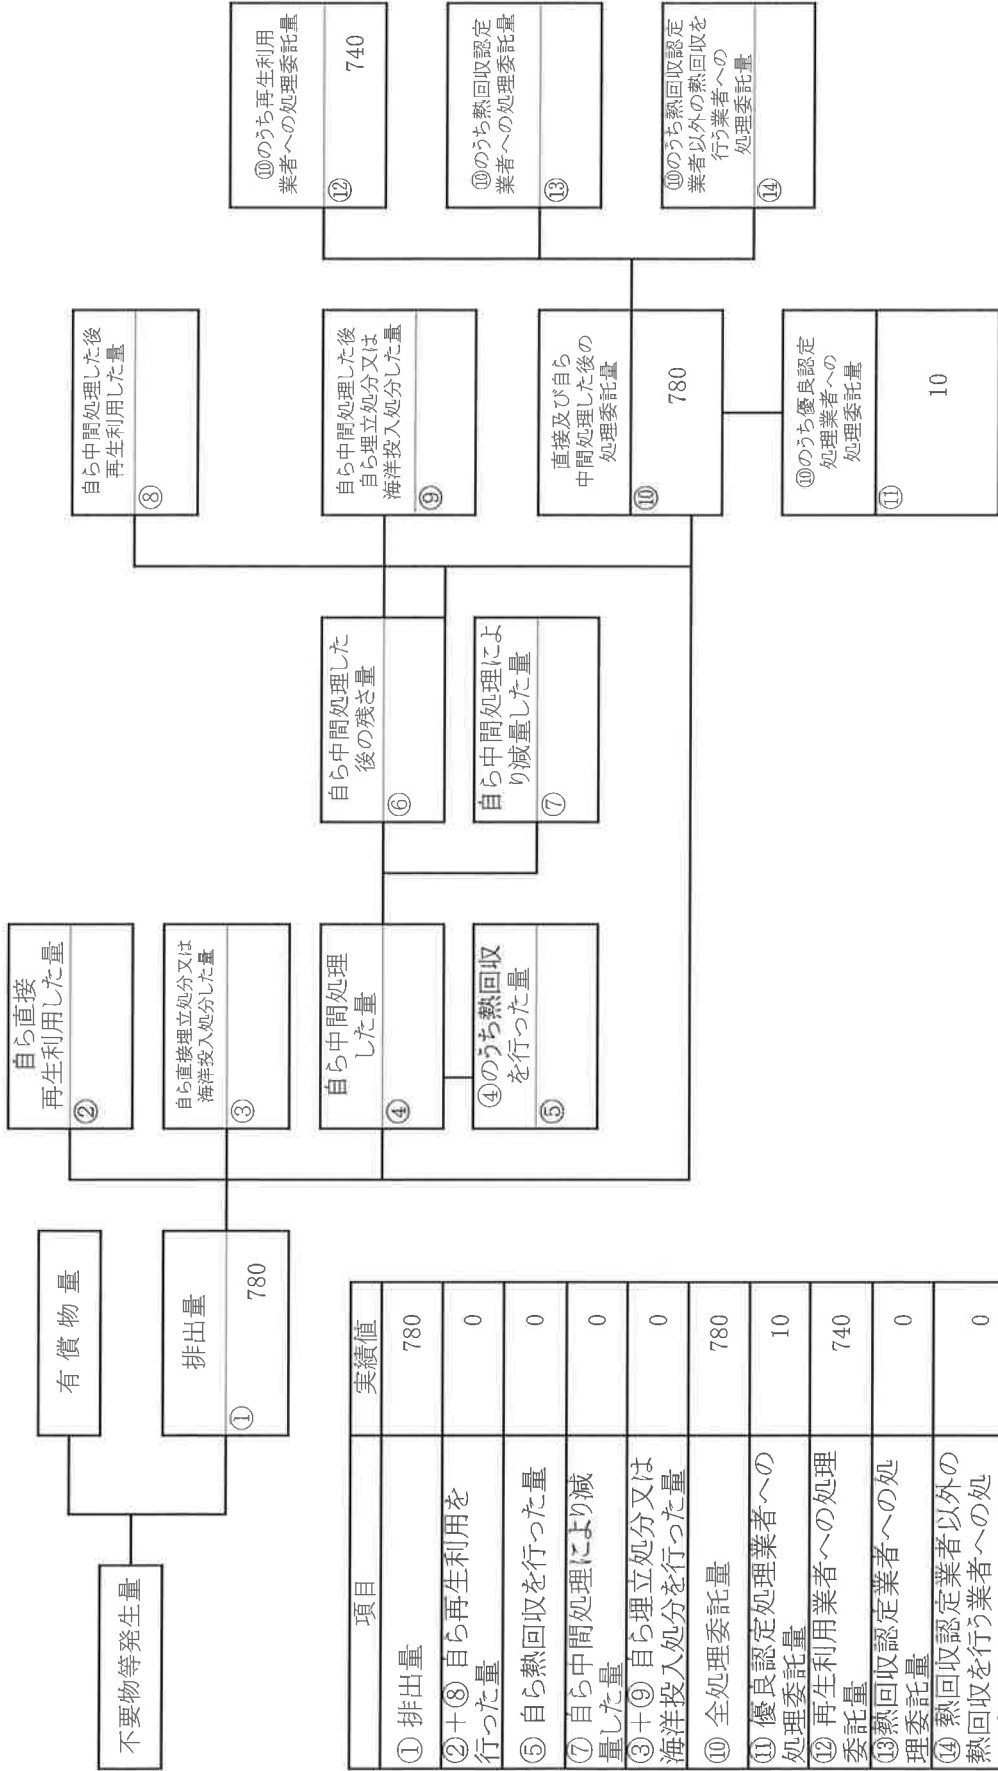 不要物等発生量
有償物量
排出量
①
780
自ら直接
再生利用した量
②
自ら直接埋立処分又は
海洋投入処分した量
③
自ら中間処理
した量
④
④のうち熱回収
を行った量
⑤
自ら中間処理した
後の残さ量
⑥
自ら中間処理によ
り減量した量
⑦
自ら中間処理した後
再生利用した量
⑧
自ら中間処理した後
自ら埋立処分又は
海洋投入処分した量
⑨
直接及び自ら
中間処理した後の
処理委託量
⑩
780
⑩のうち優良認定
処理業者への
処理委託量
⑪
10
⑩のうち再生利用
業者への処理委託量
⑫
740
⑩のうち熱回収認定
業者への処理委託量
⑬
⑩のうち熱回収認定
業者以外の熱回収を
行う業者への
処理委託量
⑭
項目 実績値
① 排出量 780
②+⑧ 自ら再生利用を
行った量 0
⑤ 自ら熱回収を行った量 0
⑦ 自ら中間処理により減
量した量 0
③+⑨ 自ら埋立処分又は
海洋投入処分を行った量 0
⑩ 全処理委託量 780
⑪ 優良認定処理業者への
処理委託量 10
⑫ 再生利用業者への処理
委託量 740
⑬熱回収認定業者への処
理委託量 0
⑭ 熱回収認定業者以外の
熱回収を行う業者への処 0